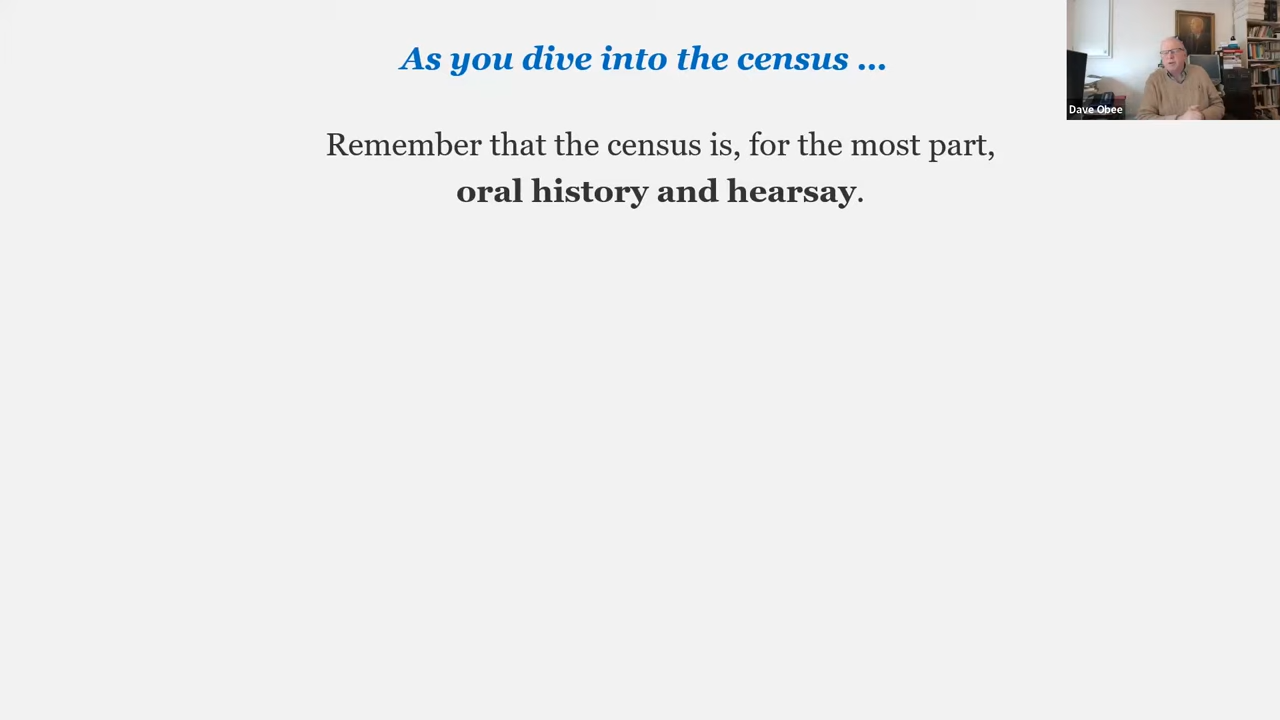 As you dive into the census ...
Remember that the census is, for the most part,
oral history and hearsay.
Dave Obee